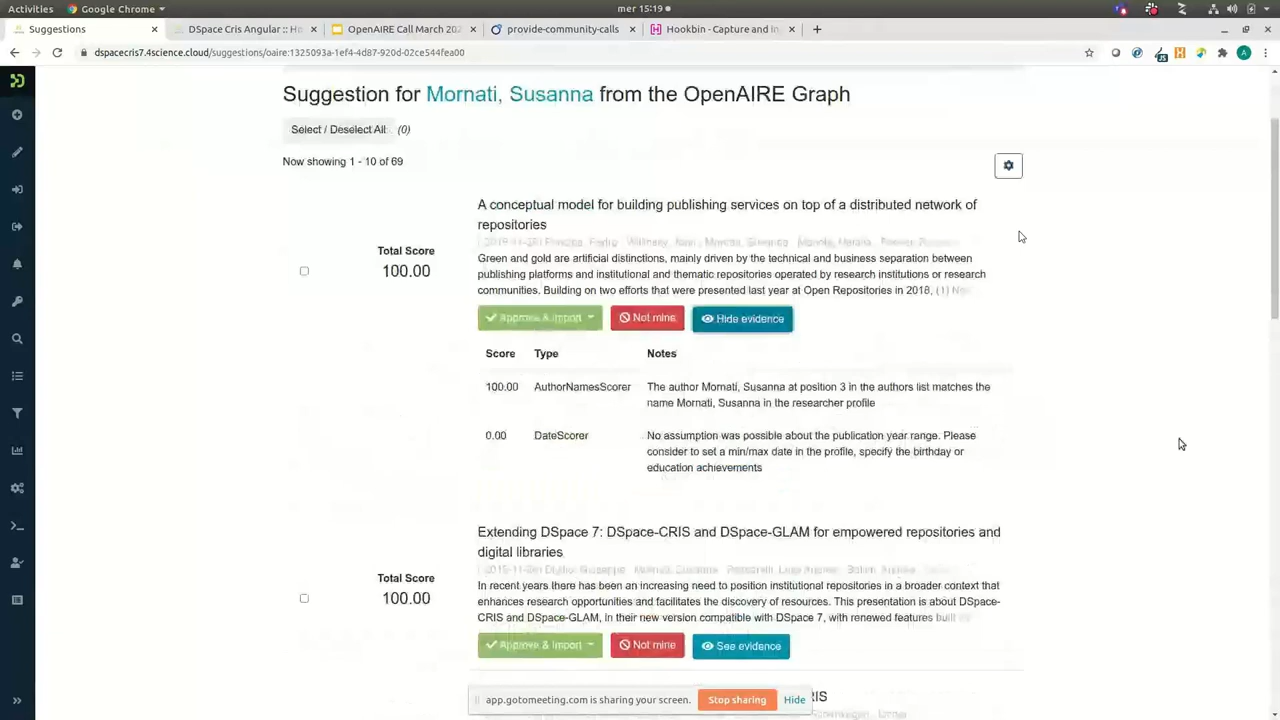 Activities
Google Chrome
mer 15:19
Suggestions
DSpace Cris Angular :: Ho
OpenAIRE Call March 202
provide-community-calls
Hookbin - Capture and In
dspacecris7.4science.cloud/suggestions/oaire:1325093a-1ef4-4d87-920d-02ce544fea00
Suggestion for Mornati, Susanna from the OpenAIRE Graph
Select / Deselect All (0)
Now showing 1 - 10 of 69
A conceptual model for building publishing services on top of a distributed network of
repositories
Total Score
100.00
Green and gold are artificial distinctions, mainly driven by the technical and business separation between
publishing platforms and institutional and thematic repositories operated by research institutions or research
communities. Building on two efforts that were presented last year at Open Repositories in 2018, (1)
Approve & Import
Not mine
Hide evidence
Score Type Notes
100.00 AuthorNamesScorer The author Mornati, Susanna at position 3 in the authors list matches the
name Mornati, Susanna in the researcher profile
0.00 DateScorer No assumption was possible about the publication year range. Please
consider to set a min/max date in the profile, specify the birthday or
education achievements
Extending DSpace 7: DSpace-CRIS and DSpace-GLAM for empowered repositories and
digital libraries
Total Score
100.00
In recent years there has been an increasing need to position institutional repositories in a broader context that
enhances research opportunities and facilitates the discovery of resources. This presentation is about DSpace-
CRIS and DSpace-GLAM, in their new version compatible with DSpace 7, with renewed features built
Approve & Import
Not mine
See evidence
app.gotomeeting.com is sharing your screen.
Stop sharing
Hide